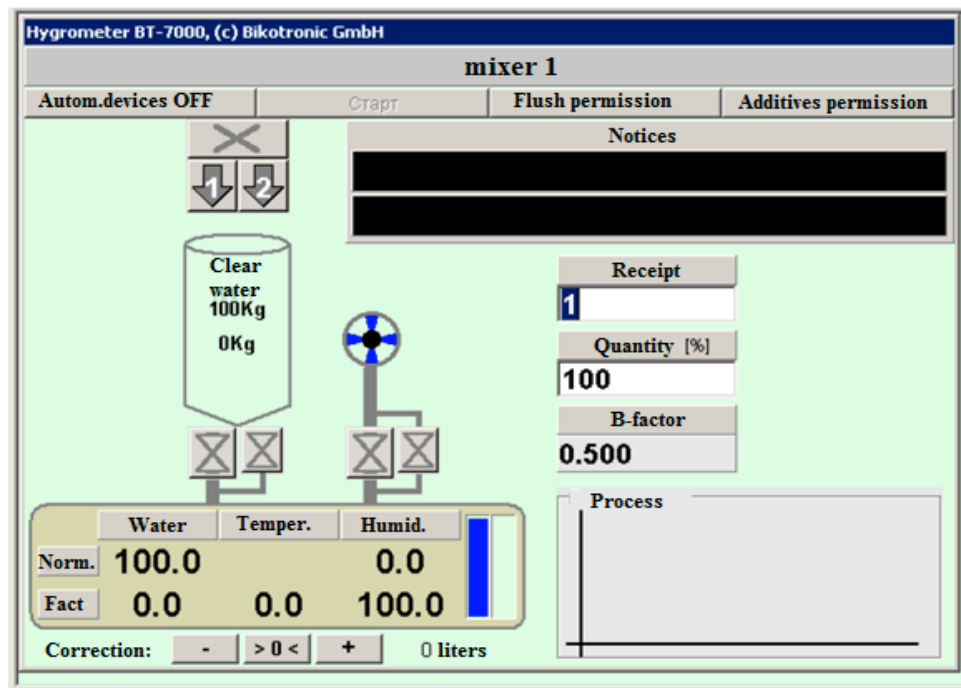 Hygrometer BT-7000, (c) Bikotronic GmbH
mixer 1
Autom.devices OFF
Старт
Flush permission
Additives permission
Notices
1
2
Clear
water
100Kg
0Kg
Receipt
1
Quantity [%]
100
B-factor
0.500
Process
Water Temper. Humid.
Norm. 100.0 0.0
Fact 0.0 0.0 100.0
Correction: - > 0 < + 0 liters